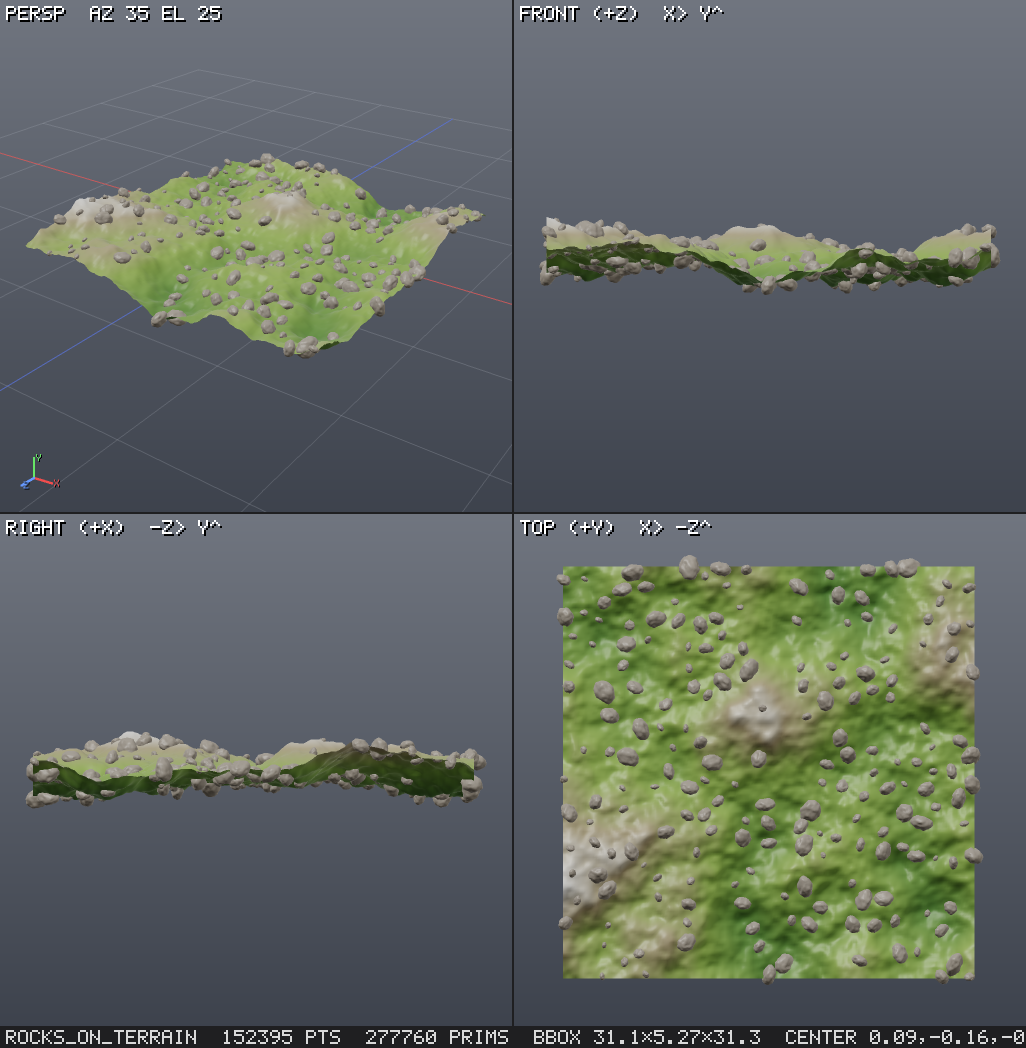 PERSP AZ 35 EL 25
FRONT (+Z) X> Y^
Y
X
Z
RIGHT (+X) -Z> Y^
TOP (+Y) X> -Z^
ROCKS_ON_TERRAIN 152395 PTS 277760 PRIMS BBOX 31.1×5.27×31.3 CENTER 0.09,-0.16,-0